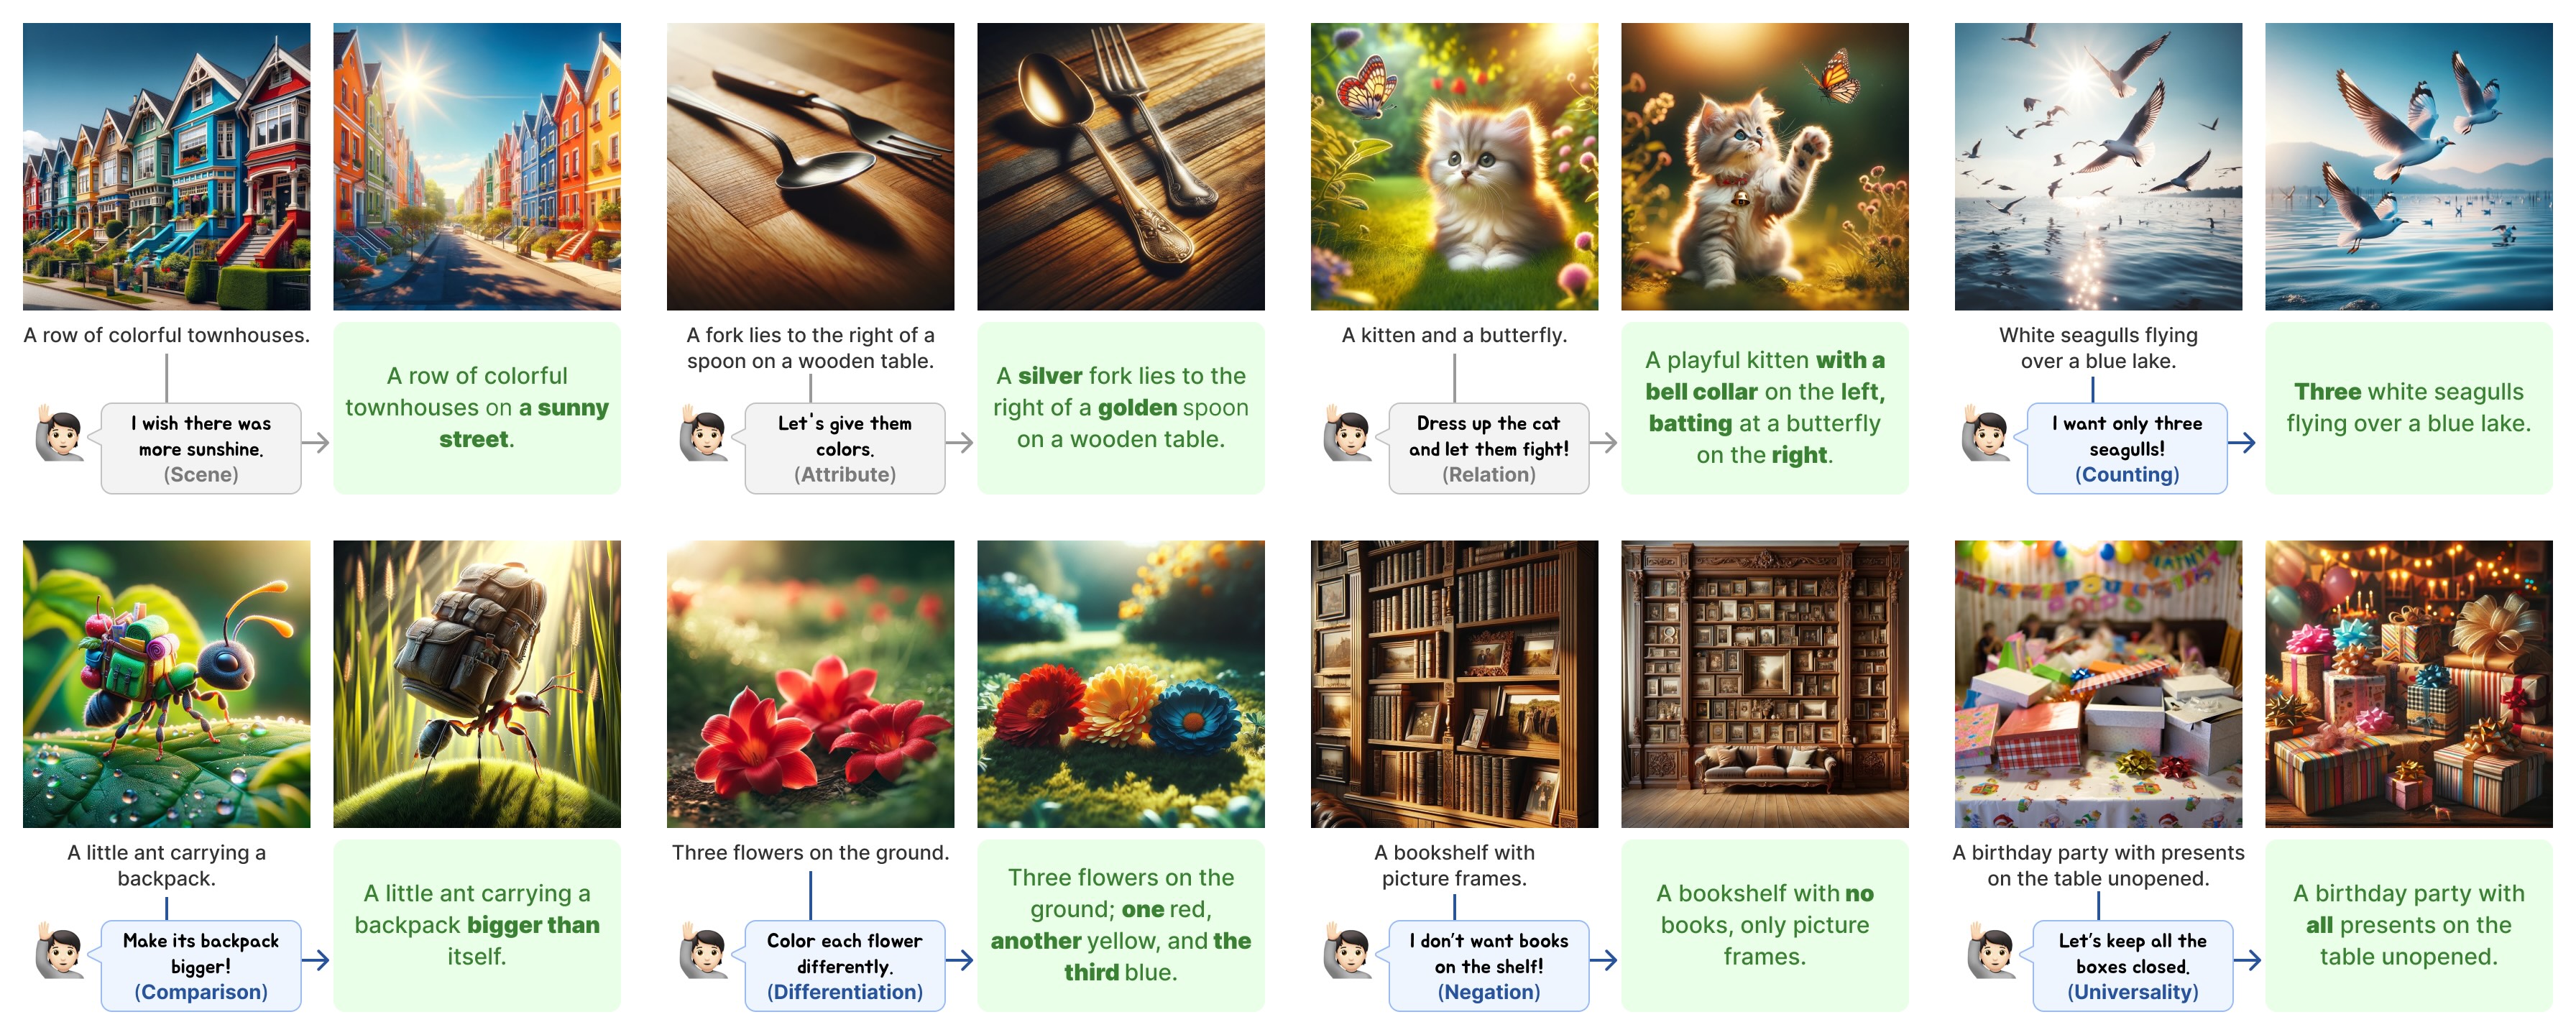 A row of colorful townhouses.
I wish there was
more sunshine.
(Scene)
A row of colorful
townhouses on a sunny
street.
A fork lies to the right of a
spoon on a wooden table.
Let's give them
colors.
(Attribute)
A silver fork lies to the
right of a golden spoon
on a wooden table.
A kitten and a butterfly.
Dress up the cat
and let them fight!
(Relation)
A playful kitten with a
bell collar on the left,
batting at a butterfly
on the right.
White seagulls flying
over a blue lake.
I want only three
seagulls!
(Counting)
Three white seagulls
flying over a blue lake.
A little ant carrying a
backpack.
Make its backpack
bigger!
(Comparison)
A little ant carrying a
backpack bigger than
itself.
Three flowers on the ground.
Color each flower
differently.
(Differentiation)
Three flowers on the
ground; one red,
another yellow, and the
third blue.
A bookshelf with
picture frames.
I don't want books
on the shelf!
(Negation)
A bookshelf with no
books, only picture
frames.
A birthday party with presents
on the table unopened.
Let's keep all the
boxes closed.
(Universality)
A birthday party with
all presents on the
table unopened.